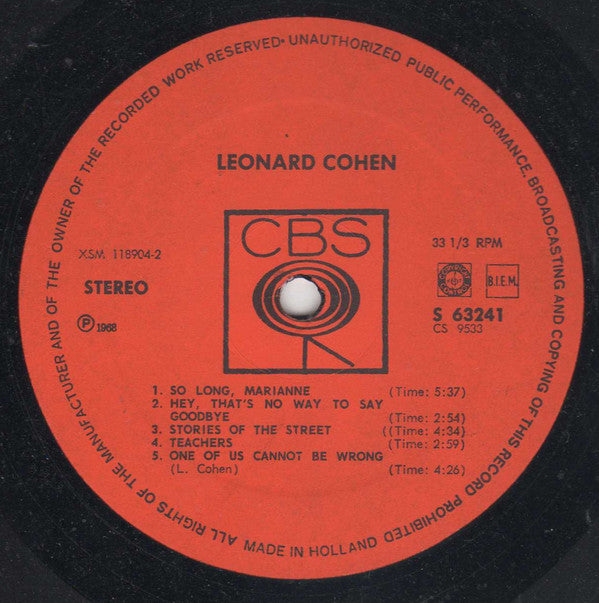 ALL RIGHTS OF THE MANUFACTURER AND OF THE OWNER OF THE RECORDED WORK RESERVED · UNAUTHORIZED PUBLIC PERFORMANCE, BROADCASTING AND COPYING OF THIS RECORD PROHIBITED
LEONARD COHEN
CBS
XSM 118904-2
33 1/3 RPM
STEREO
B.I.E.M.
S 63241
CS 9533
Ⓟ 1968
1. SO LONG, MARIANNE (Time: 5:37)
2. HEY, THAT'S NO WAY TO SAY
GOODBYE (Time: 2:54)
3. STORIES OF THE STREET ((Time: 4:34)
4. TEACHERS (Time: 2:59)
5. ONE OF US CANNOT BE WRONG
(L. Cohen) (Time: 4:26)
MADE IN HOLLAND